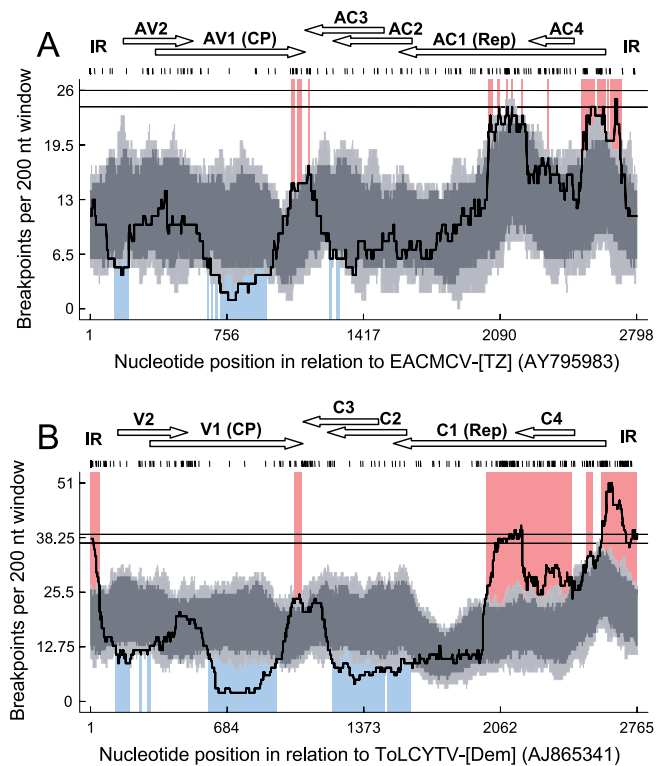 A
IR
AV2
AV1 (CP)
AC3
AC2
AC1 (Rep)
AC4
IR
Breakpoints per 200 nt window
26
19.5
13
6.5
0
1
756
1417
2090
2798
Nucleotide position in relation to EACMCV-[TZ] (AY795983)
B
IR
V2
V1 (CP)
C3
C2
C1 (Rep)
C4
IR
Breakpoints per 200 nt window
51
38.25
25.5
12.75
0
1
684
1373
2062
2765
Nucleotide position in relation to ToLCYTV-[Dem] (AJ865341)